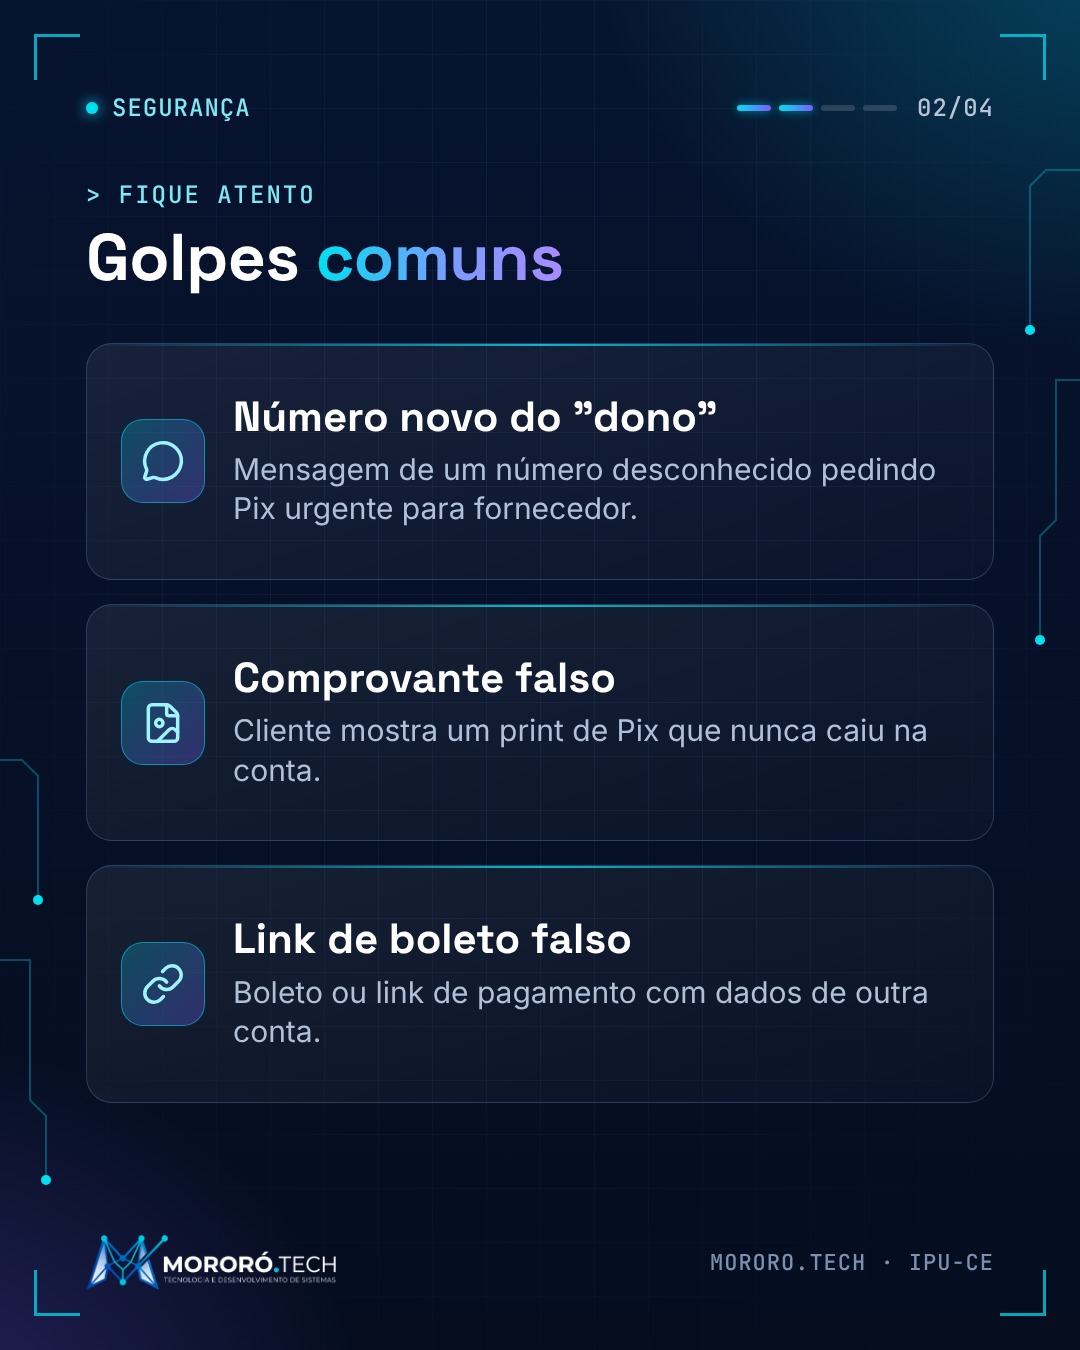 SEGURANÇA
02/04
> FIQUE ATENTO
Golpes comuns
Número novo do ”dono”
Mensagem de um número desconhecido pedindo
Pix urgente para fornecedor.
Comprovante falso
Cliente mostra um print de Pix que nunca caiu na
conta.
Link de boleto falso
Boleto ou link de pagamento com dados de outra
conta.
MORORÓ.TECH
TECNOLOGIA E DESENVOLVIMENTO DE SISTEMAS
MORORO.TECH · IPU-CE